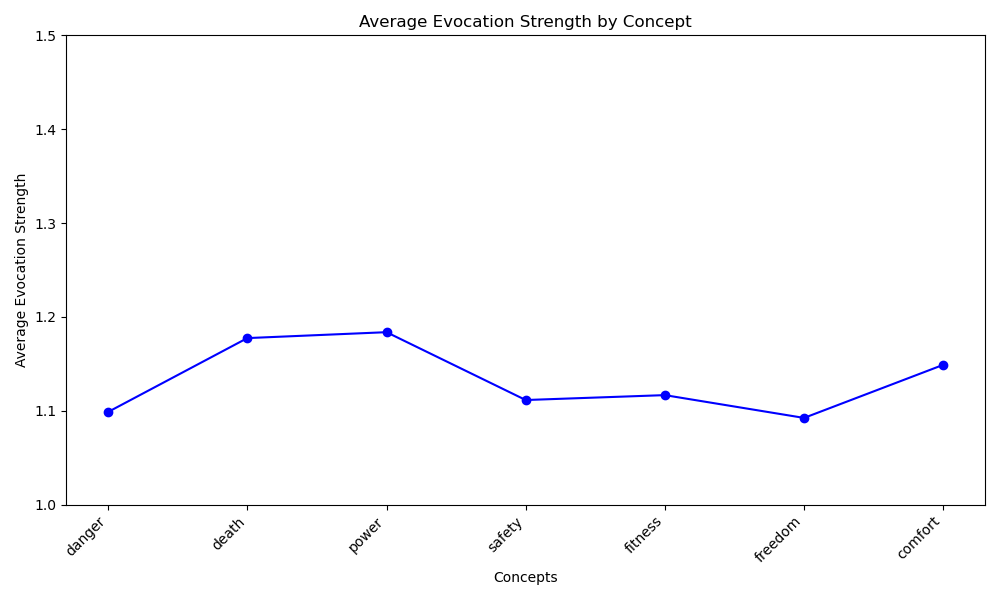 Average Evocation Strength by Concept
1.5
1.4
1.3
1.2
1.1
1.0
Average Evocation Strength
danger
death
power
safety
fitness
freedom
comfort
Concepts